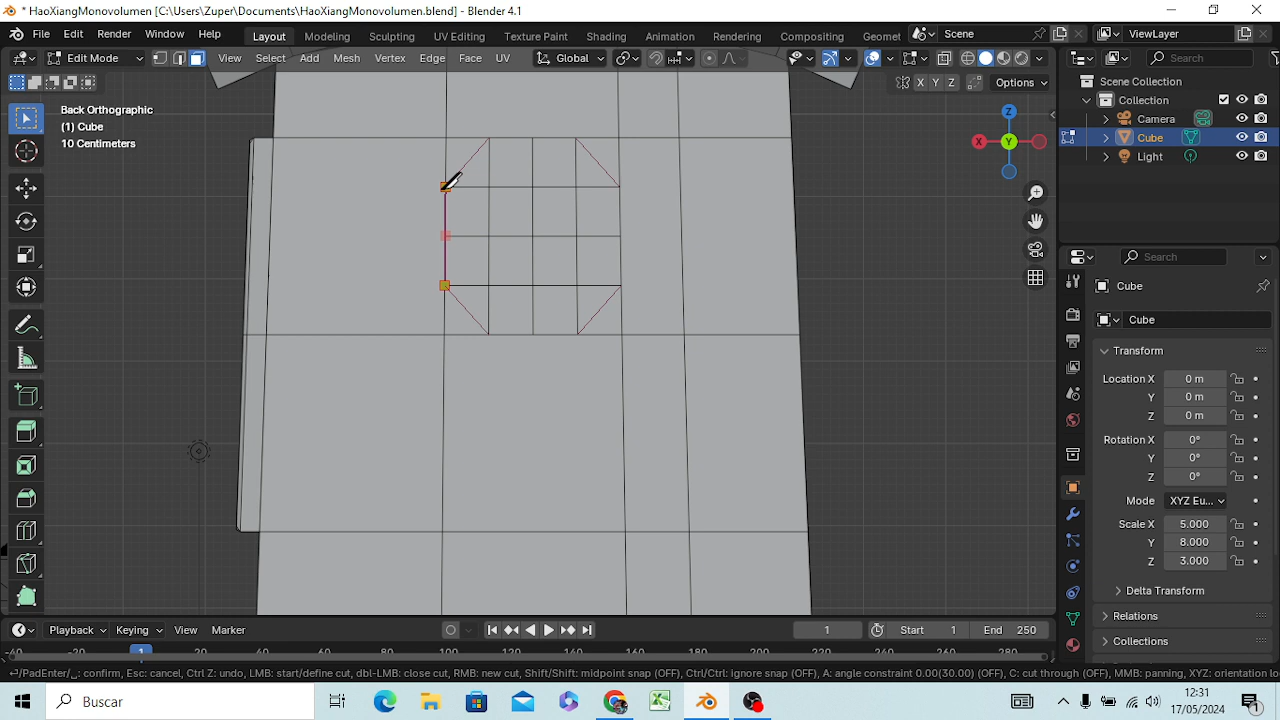 * HaoXiangMonovolumen [C:\Users\Zuper\Documents\HaoXiangMonovolumen.blend] - Blender 4.1
File Edit Render Window Help Layout Modeling Sculpting UV Editing Texture Paint Shading Animation Rendering Compositing Geomet Scene ViewLayer
Edit Mode View Select Add Mesh Vertex Edge Face UV Global Search
X Y Z Options
Back Orthographic
(1) Cube
10 Centimeters
Z
X Y
Scene Collection
Collection
Camera
Cube
Light
Search
Cube
Cube
Transform
Location X 0 m
Y 0 m
Z 0 m
Rotation X 0°
Y 0°
Z 0°
Mode XYZ Eu...
Scale X 5.000
Y 8.000
Z 3.000
Delta Transform
Relations
Collections
Playback Keying View Marker 1 Start 1 End 250
-40 -20 1 20 80 100 120 140 160 180 200 220 240 260 280
/PadEnter/␣: confirm, Esc: cancel, Ctrl Z: undo, LMB: start/define cut, dbl-LMB: close cut, RMB: new cut, Shift/Shift: midpoint snap (OFF), Ctrl/Ctrl: ignore snap (OFF), A: angle constraint 0.00(30.00) (OFF), C: cut through (OFF), MMB: panning, XYZ: orientation lo
Buscar
12:31
17/05/2024
1